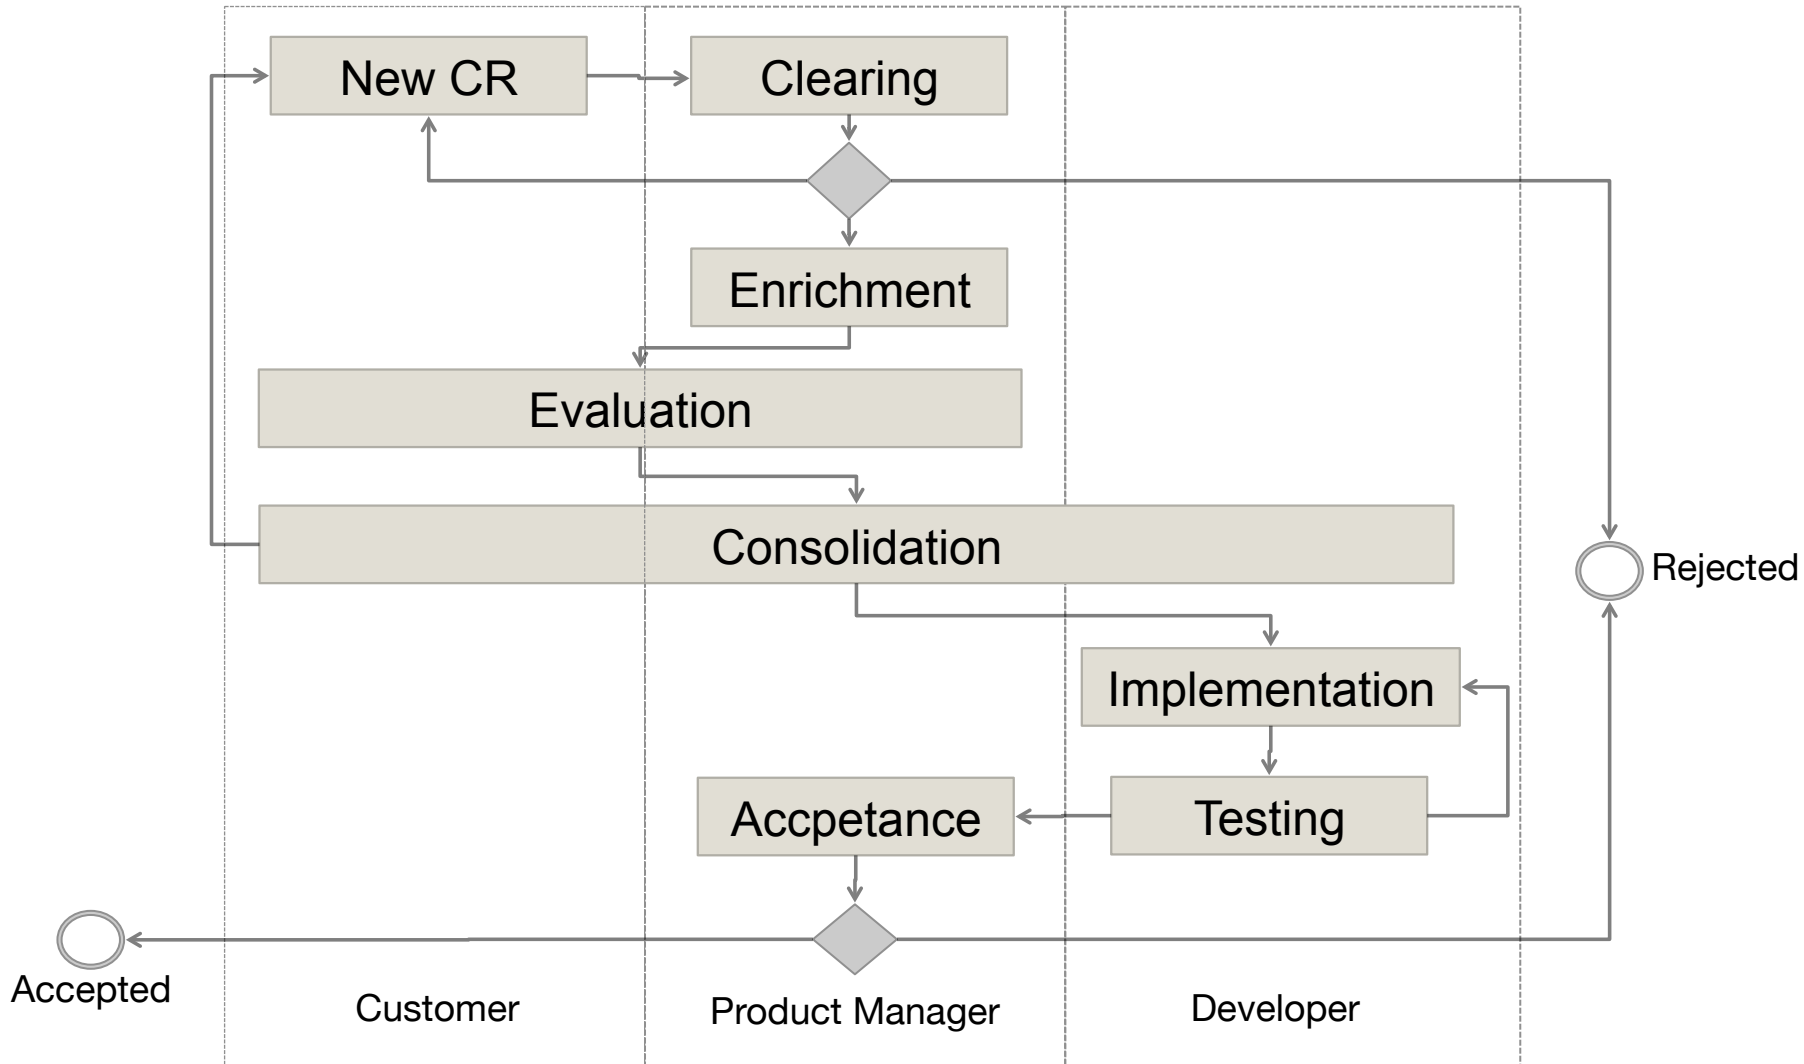 New CR
Clearing
Enrichment
Evaluation
Consolidation
Rejected
Implementation
Accpetance
Testing
Accepted
Customer
Product Manager
Developer